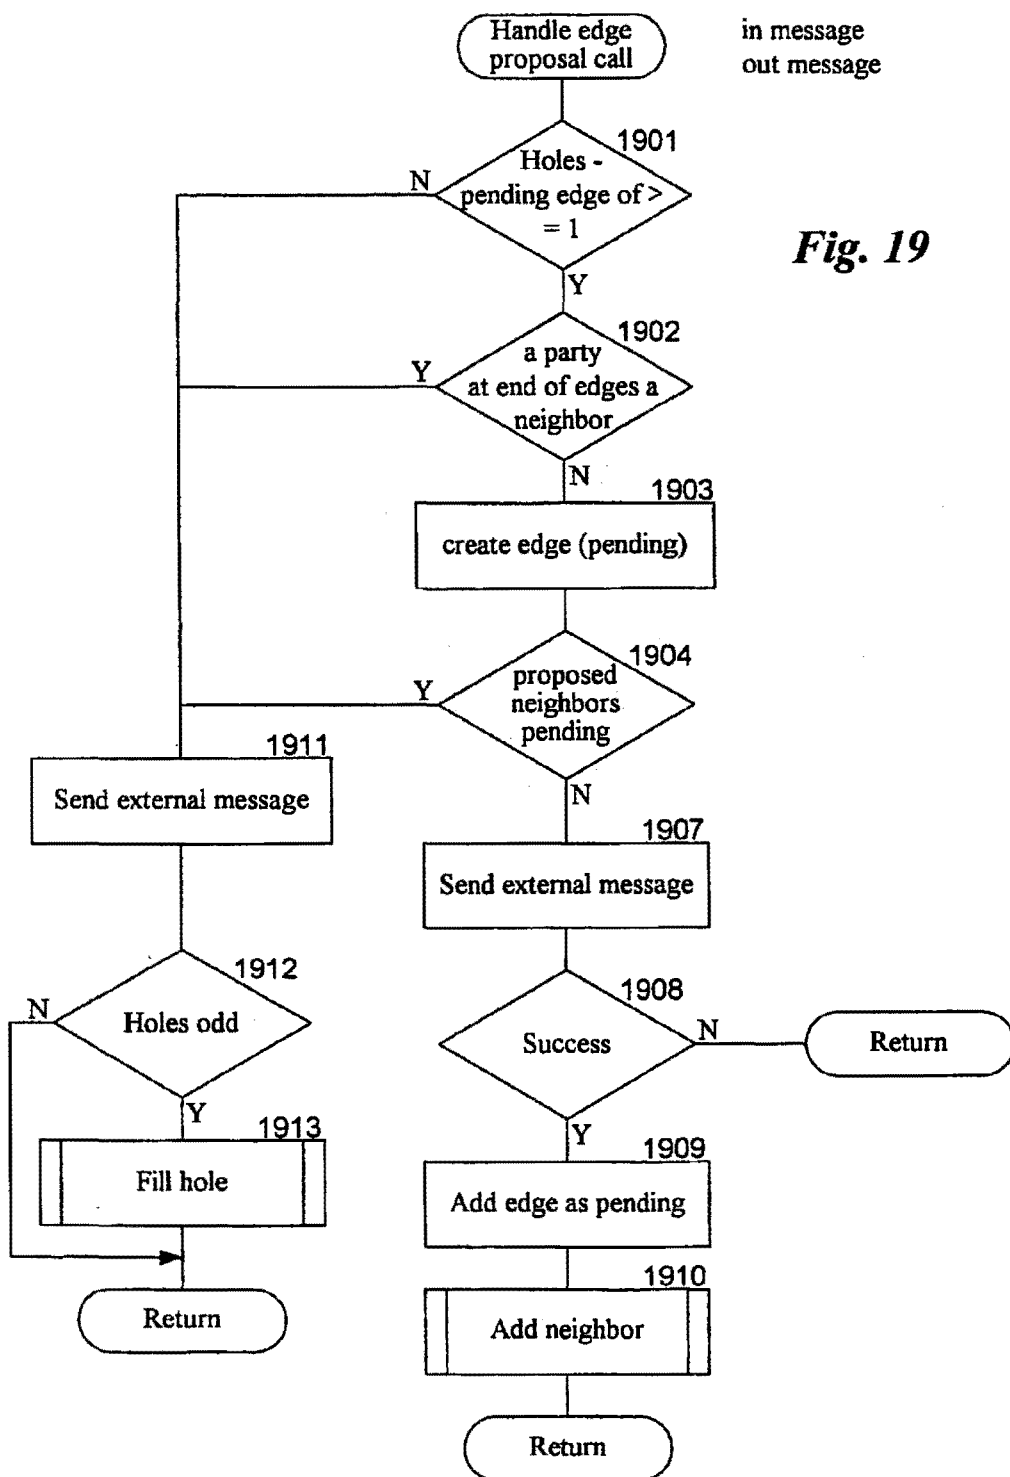 Handle edge
proposal call
in message
out message
1901
Holes -
pending edge of >
= 1
N
Y
Fig. 19
1902
a party
at end of edges a
neighbor
Y
N
1903
create edge (pending)
1904
proposed
neighbors
pending
Y
N
1911
Send external message
1907
Send external message
1912
Holes odd
N
Y
1908
Success
N
Return
Y
1913
Fill hole
1909
Add edge as pending
Return
1910
Add neighbor
Return